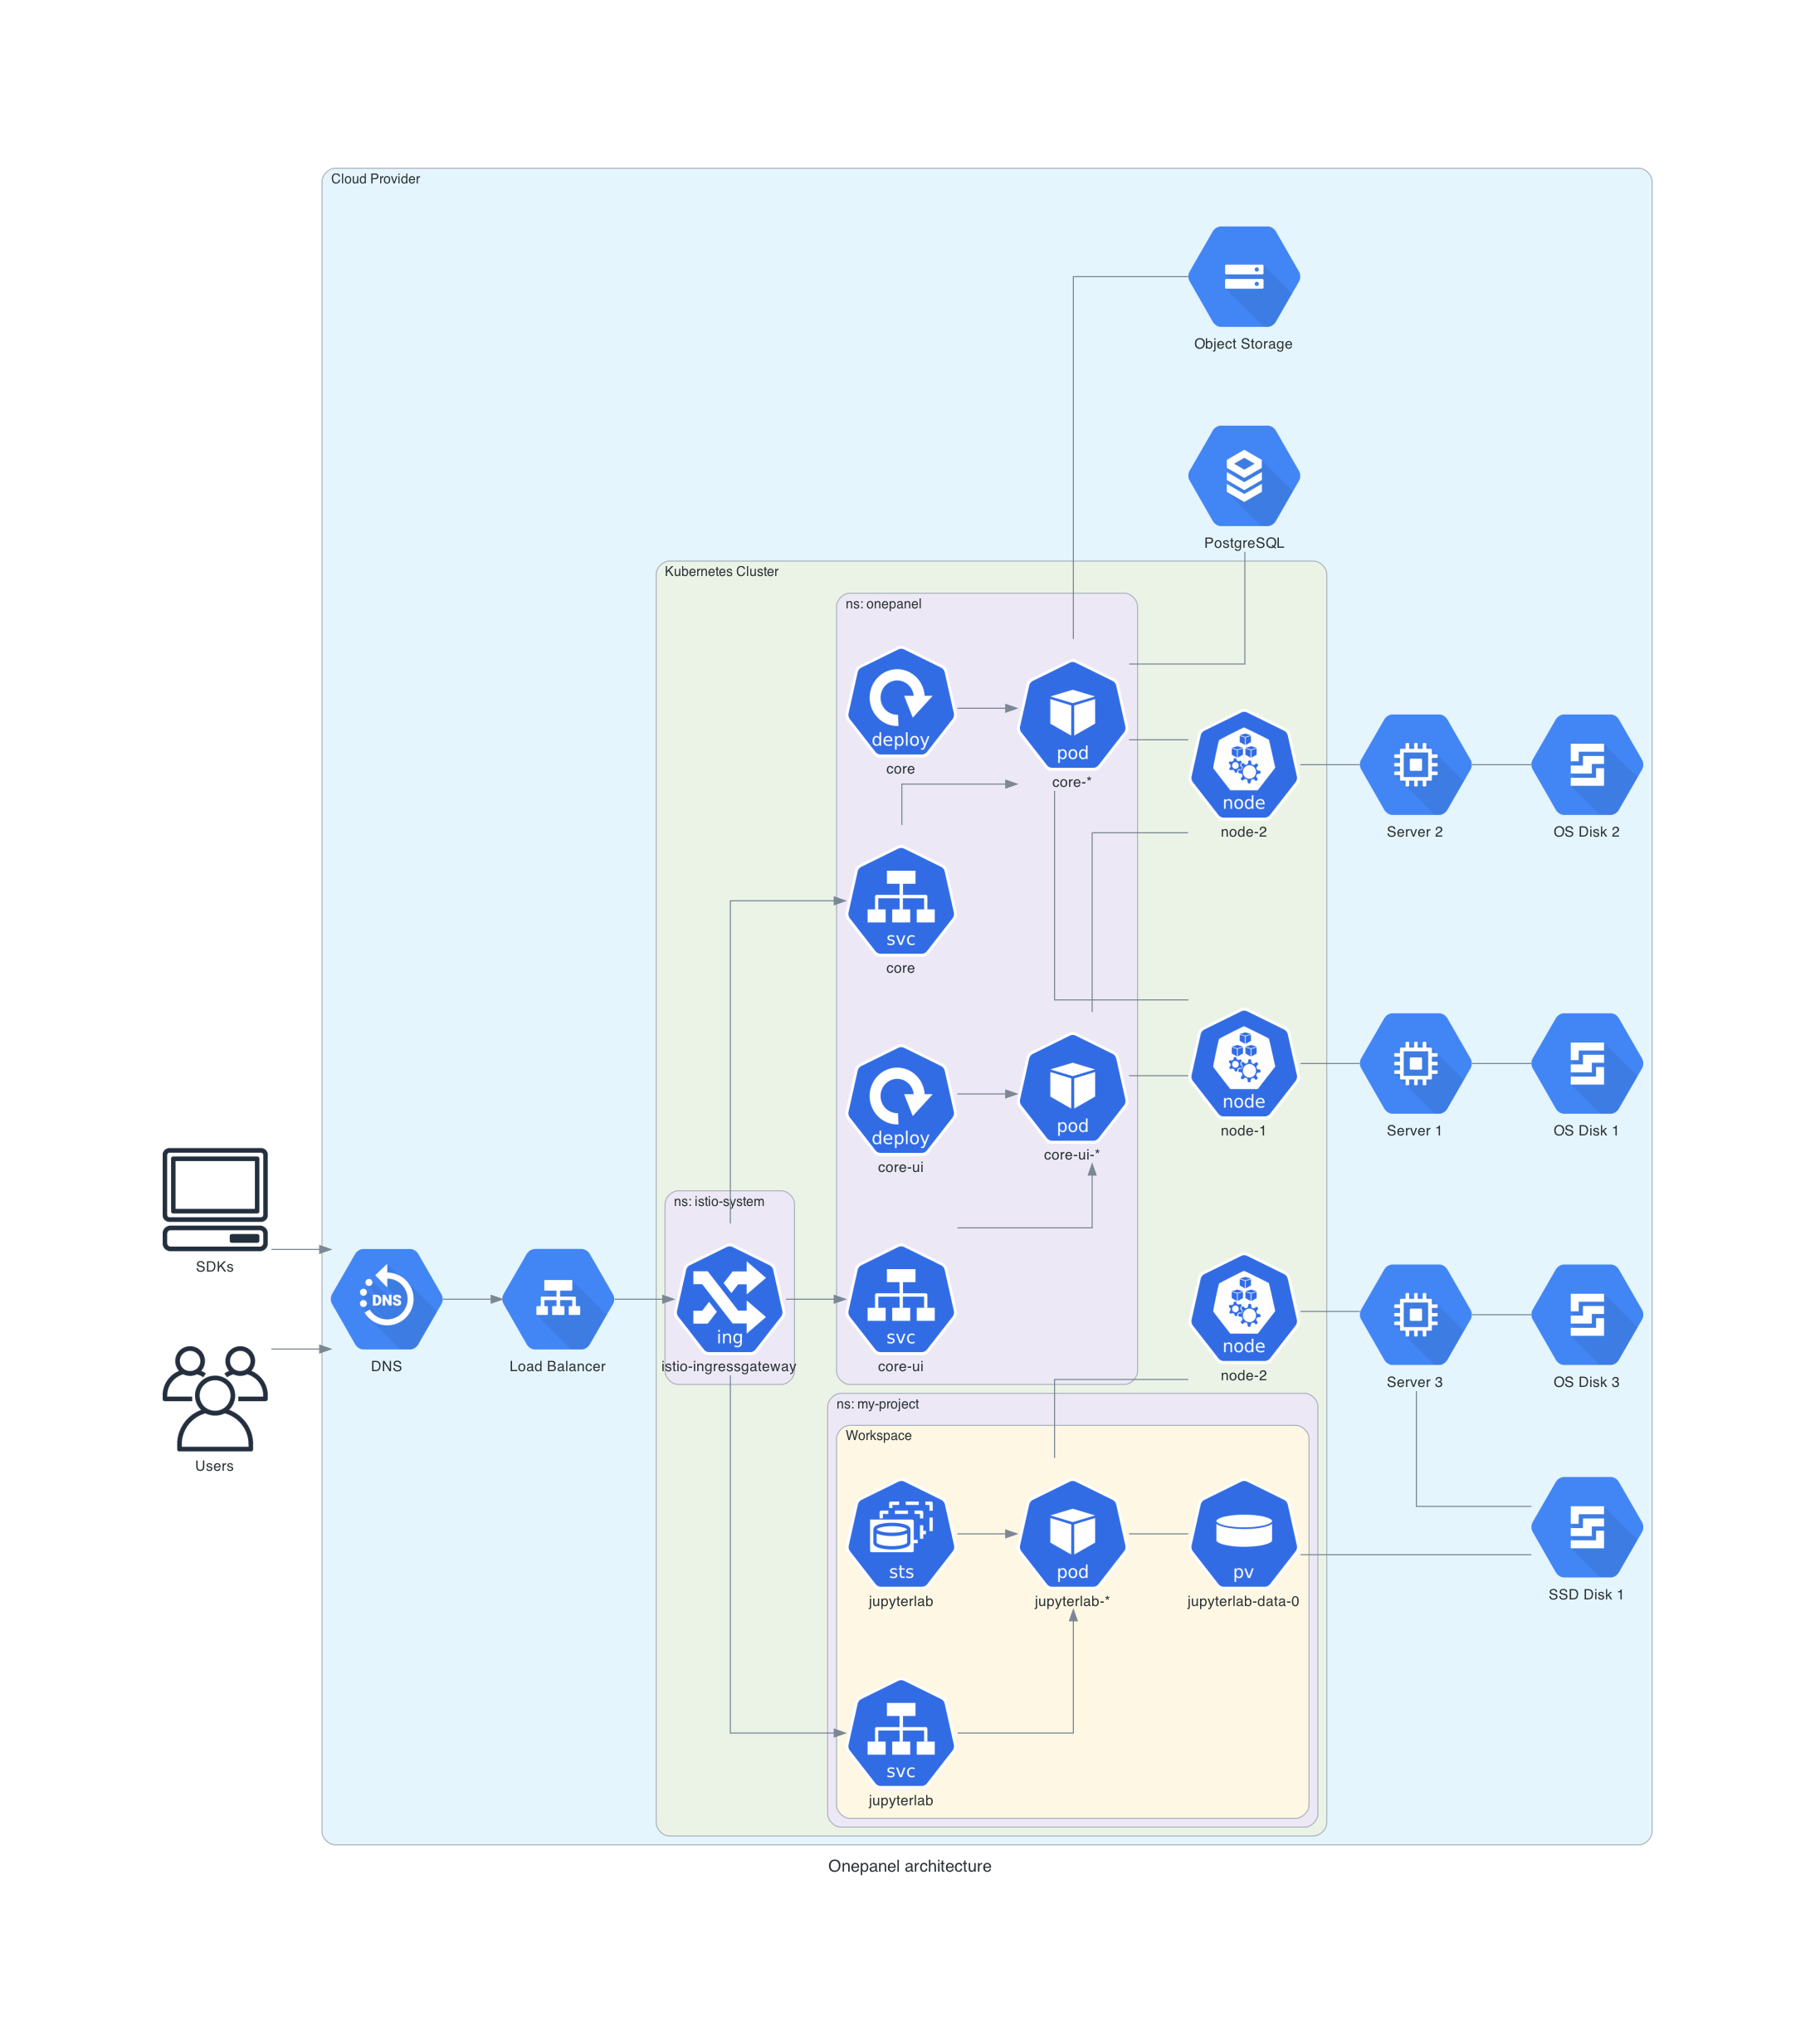 Cloud Provider
Object Storage
PostgreSQL
Kubernetes Cluster
ns: onepanel
deploy
core
pod
core-*
node
node-2
Server 2
OS Disk 2
svc
core
deploy
core-ui
pod
core-ui-*
node
node-1
Server 1
OS Disk 1
SDKs
Users
DNS
DNS
Load Balancer
ns: istio-system
ing
istio-ingressgateway
svc
core-ui
node
node-2
Server 3
OS Disk 3
ns: my-project
Workspace
sts
jupyterlab
pod
jupyterlab-*
pv
jupyterlab-data-0
SSD Disk 1
svc
jupyterlab
Onepanel architecture